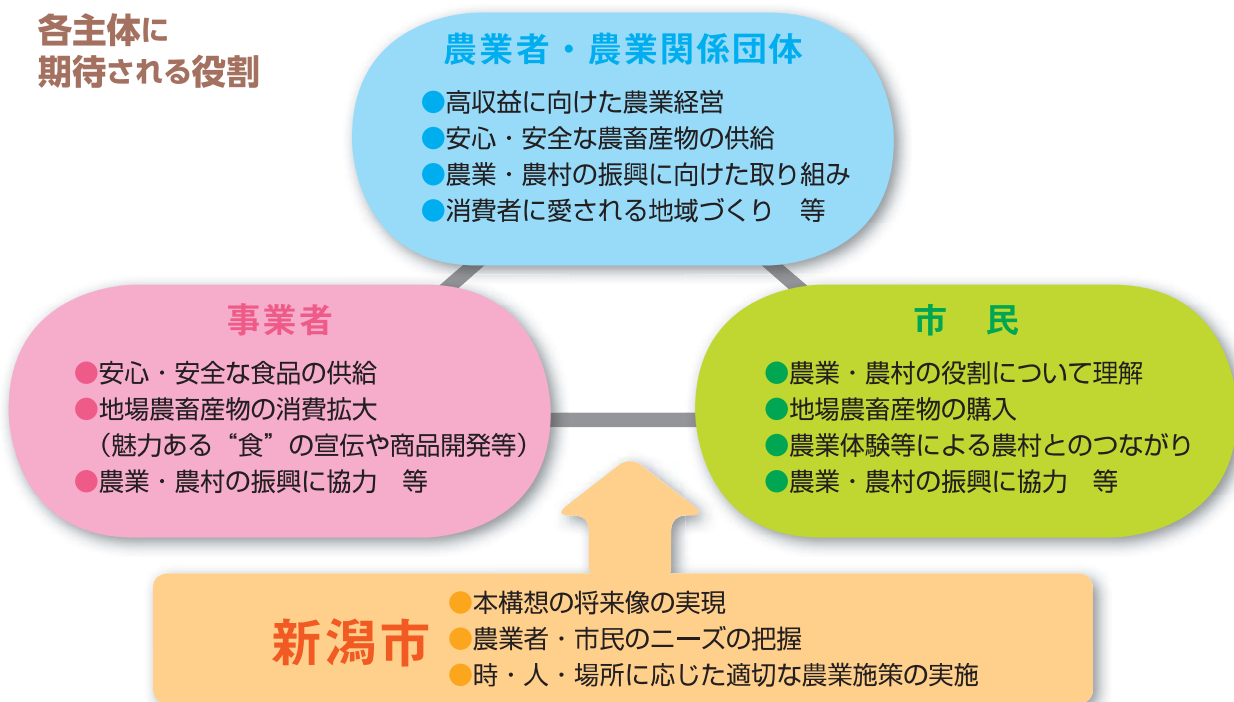 各主体に
期待される役割
農業者・農業関係団体
●高収益に向けた農業経営
●安心・安全な農畜産物の供給
●農業・農村の振興に向けた取り組み
●消費者に愛される地域づくり　等
事業者
●安心・安全な食品の供給
●地場農畜産物の消費拡大
（魅力ある“食”の宣伝や商品開発等）
●農業・農村の振興に協力　等
市　民
●農業・農村の役割について理解
●地場農畜産物の購入
●農業体験等による農村とのつながり
●農業・農村の振興に協力　等
新潟市
●本構想の将来像の実現
●農業者・市民のニーズの把握
●時・人・場所に応じた適切な農業施策の実施